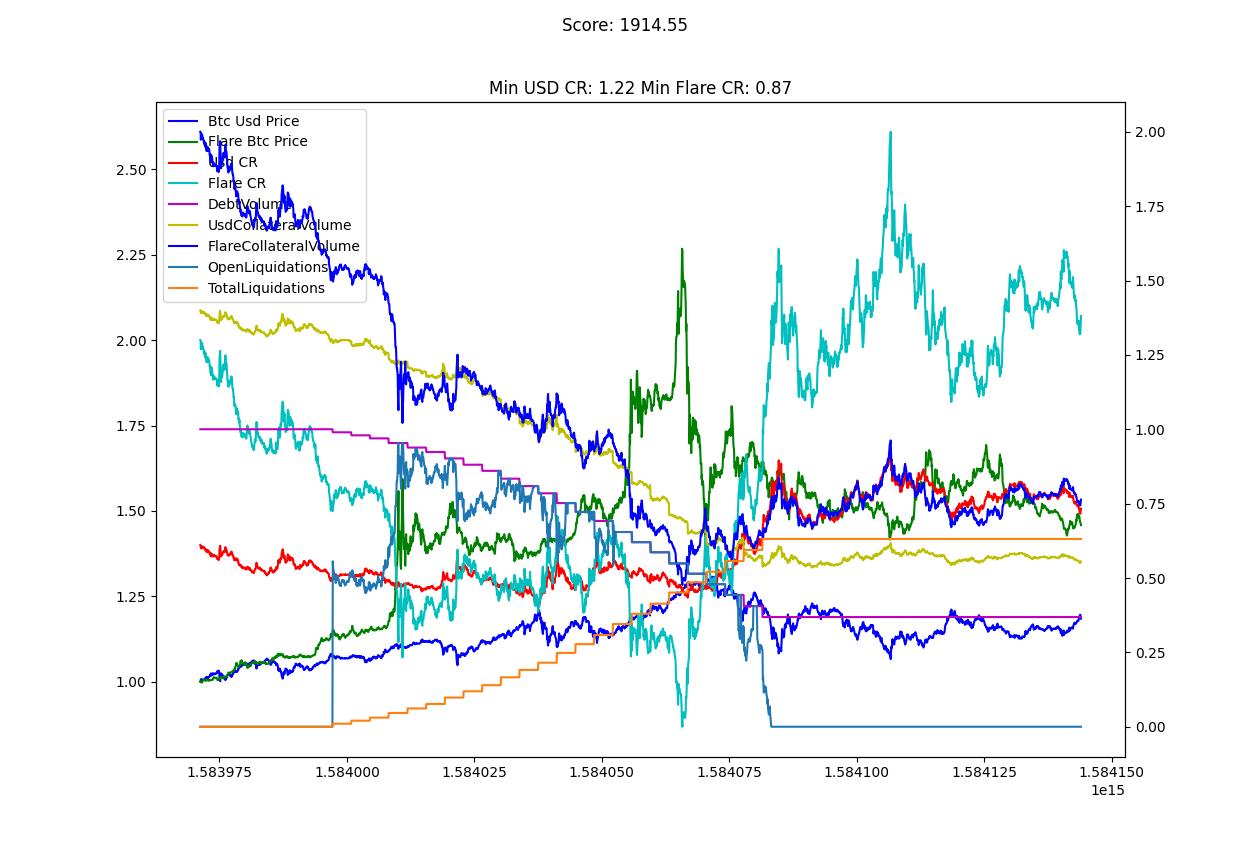 Score: 1914.55
Min USD CR: 1.22 Min Flare CR: 0.87
Btc Usd Price
Flare Btc Price
Usd CR
Flare CR
DebtVolume
UsdCollateralVolume
FlareCollateralVolume
OpenLiquidations
TotalLiquidations
2.50
2.25
2.00
1.75
1.50
1.25
1.00
2.00
1.75
1.50
1.25
1.00
0.75
0.50
0.25
0.00
1.583975
1.584000
1.584025
1.584050
1.584075
1.584100
1.584125
1.584150
1e15